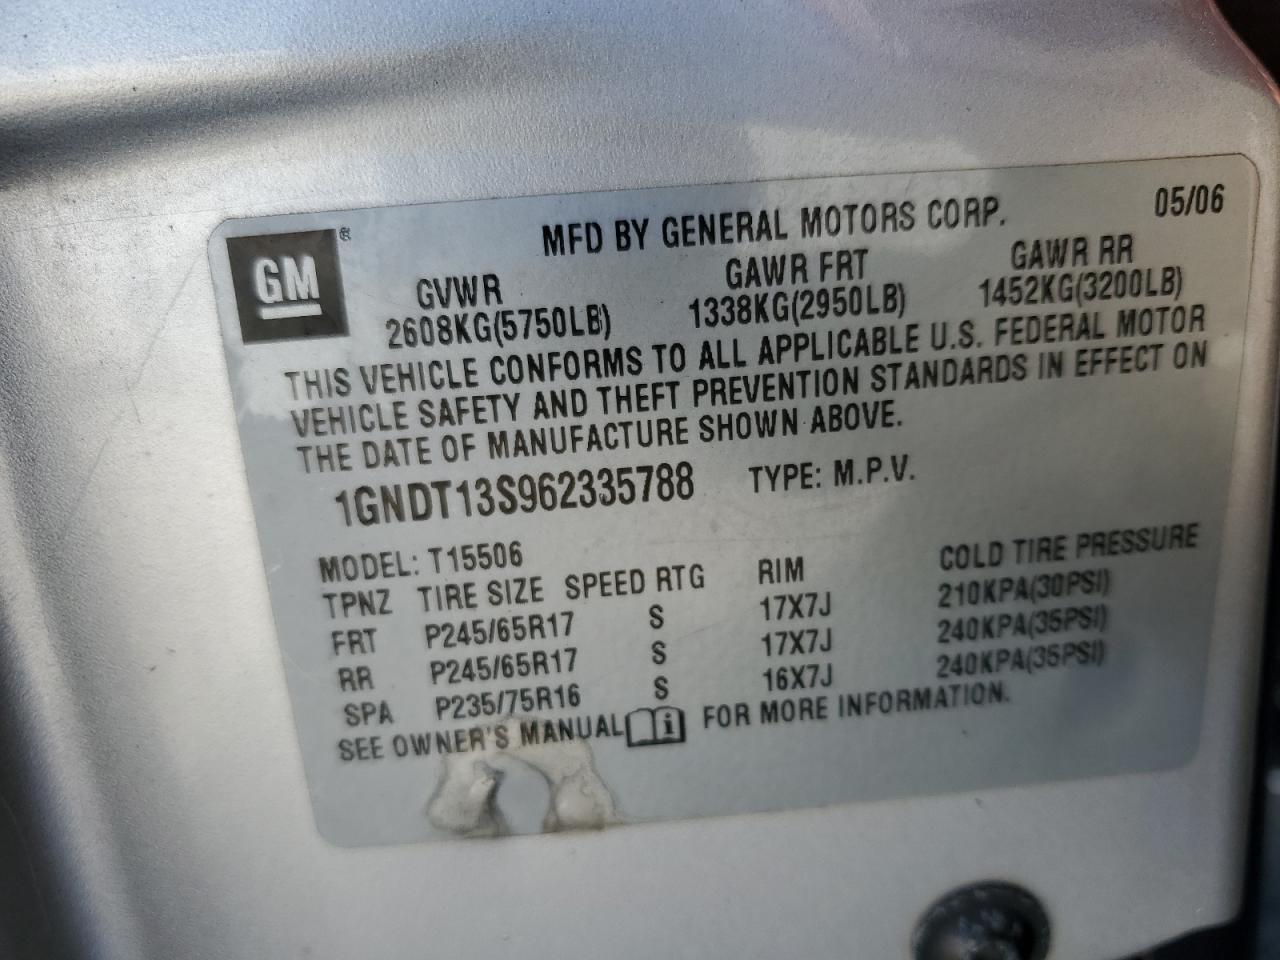 05/06
GM®
MFD BY GENERAL MOTORS CORP.
GVWR GAWR FRT GAWR RR
2608KG(5750LB) 1338KG(2950LB) 1452KG(3200LB)
THIS VEHICLE CONFORMS TO ALL APPLICABLE U.S. FEDERAL MOTOR
VEHICLE SAFETY AND THEFT PREVENTION STANDARDS IN EFFECT ON
THE DATE OF MANUFACTURE SHOWN ABOVE.
1GNDT13S962335788 TYPE: M.P.V.
MODEL: T15506
TPNZ TIRE SIZE SPEED RTG RIM COLD TIRE PRESSURE
FRT P245/65R17 S 17X7J 210KPA(30PSI)
RR P245/65R17 S 17X7J 240KPA(35PSI)
SPA P235/75R16 S 16X7J 240KPA(35PSI)
SEE OWNER'S MANUAL i FOR MORE INFORMATION.